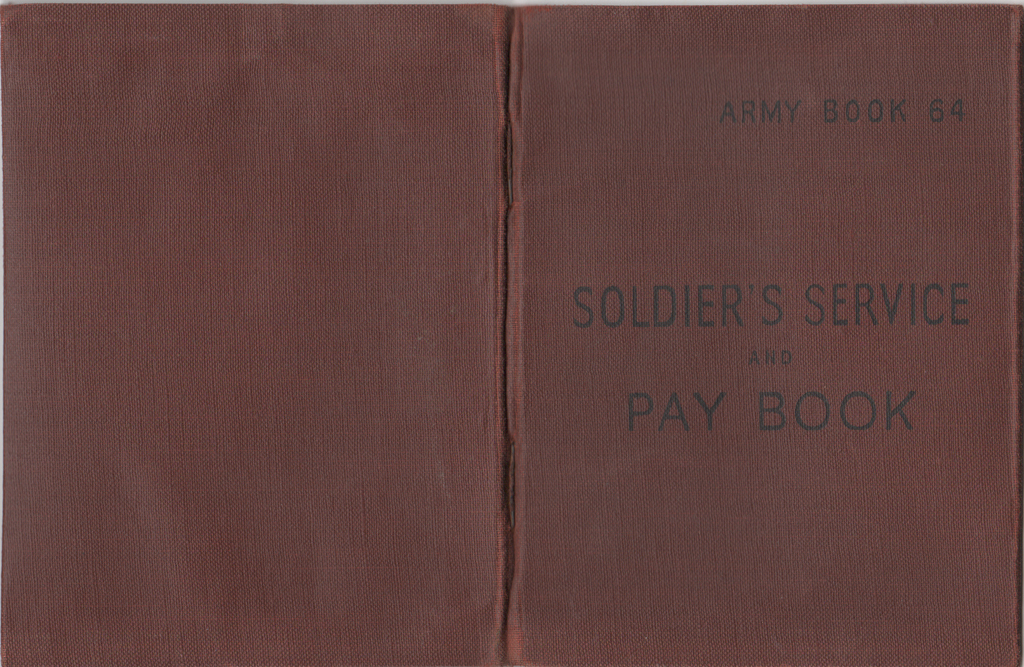 ARMY BOOK 64
SOLDIER'S SERVICE
AND
PAY BOOK